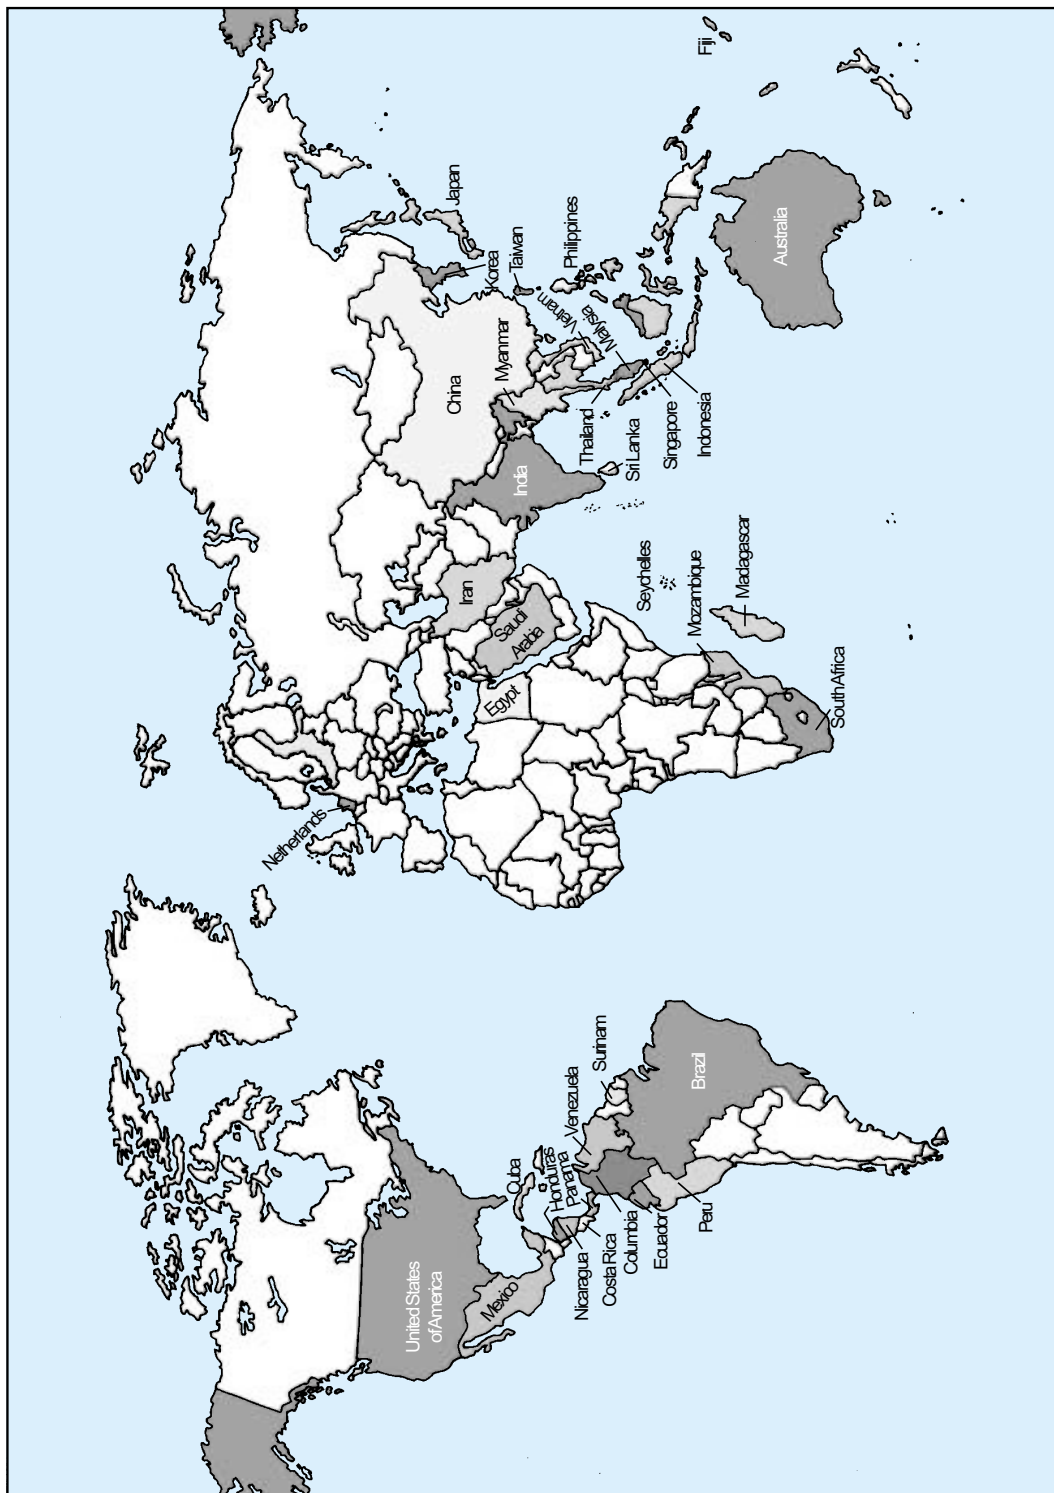 Netherlands
United States
of America
Mexico
Cuba
Honduras
Panama
Nicaragua
Costa Rica
Columbia
Ecuador
Peru
Venezuela
Surinam
Brazil
Egypt
Saudi
Arabia
Iran
India
China
Myanmar
Korea
Japan
Taiwan
Vietnam
Malysia
Philippines
Thailand
Sri Lanka
Singapore
Indonesia
Seychelles
Mozambique
Madagascar
South Africa
Australia
Fiji